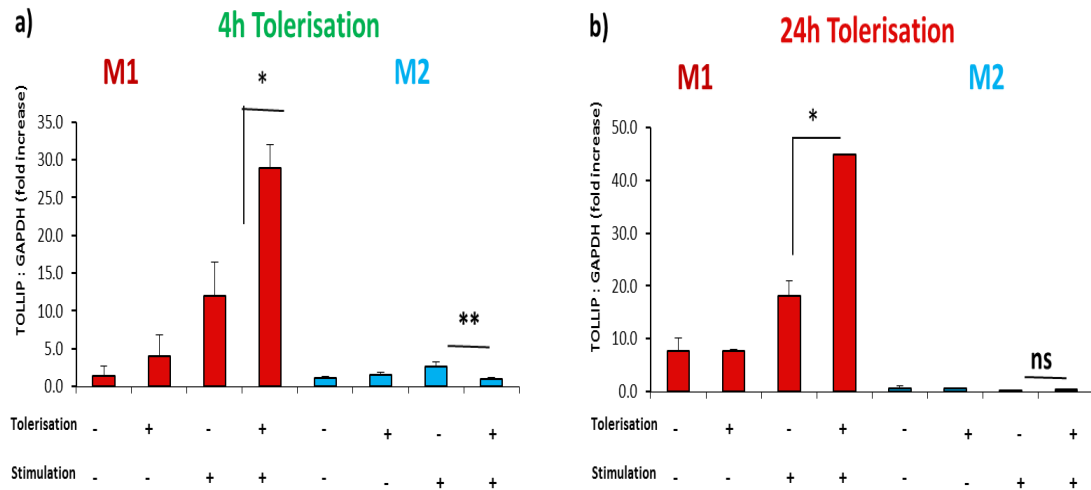 a)
4h Tolerisation
M1
M2
*
**
TOLLIP : GAPDH (fold increase)
35.0
30.0
25.0
20.0
15.0
10.0
5.0
0.0
Tolerisation - + - + - + - +
Stimulation - - + + - - + +
b)
24h Tolerisation
M1
M2
*
ns
TOLLIP : GAPDH (fold increase)
50.0
40.0
30.0
20.0
10.0
0.0
Tolerisation - + - + - + - +
Stimulation - - + + - - + +